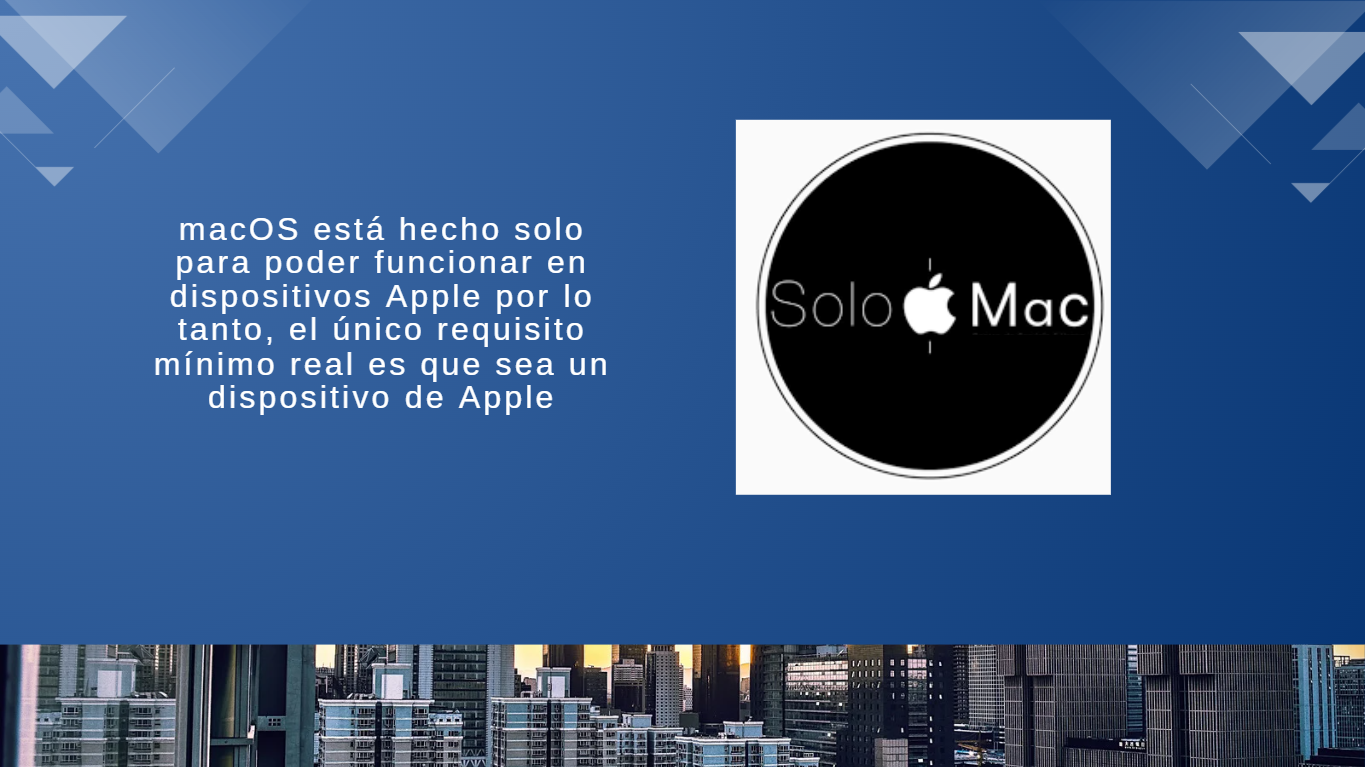 macOS está hecho solo
para poder funcionar en
dispositivos Apple por lo
tanto, el único requisito
mínimo real es que sea un
dispositivo de Apple
Solo Mac